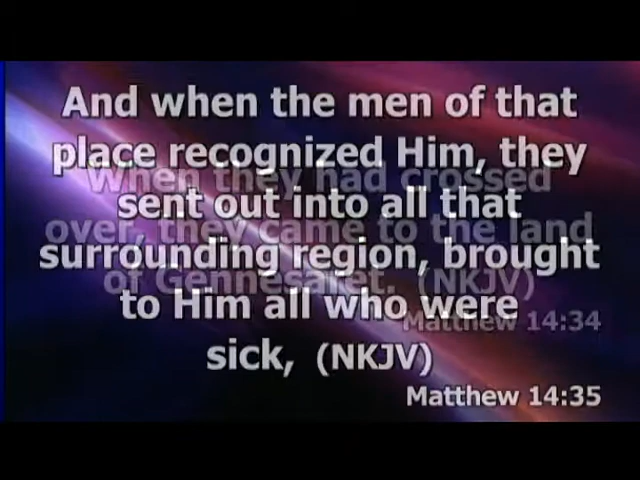 And when the men of that
place recognized Him, they
sent out into all that
surrounding region, brought
to Him all who were
sick, (NKJV)
Matthew 14:35
When they had crossed
over, they came to the land
of Gennesaret. (NKJV)
Matthew 14:34